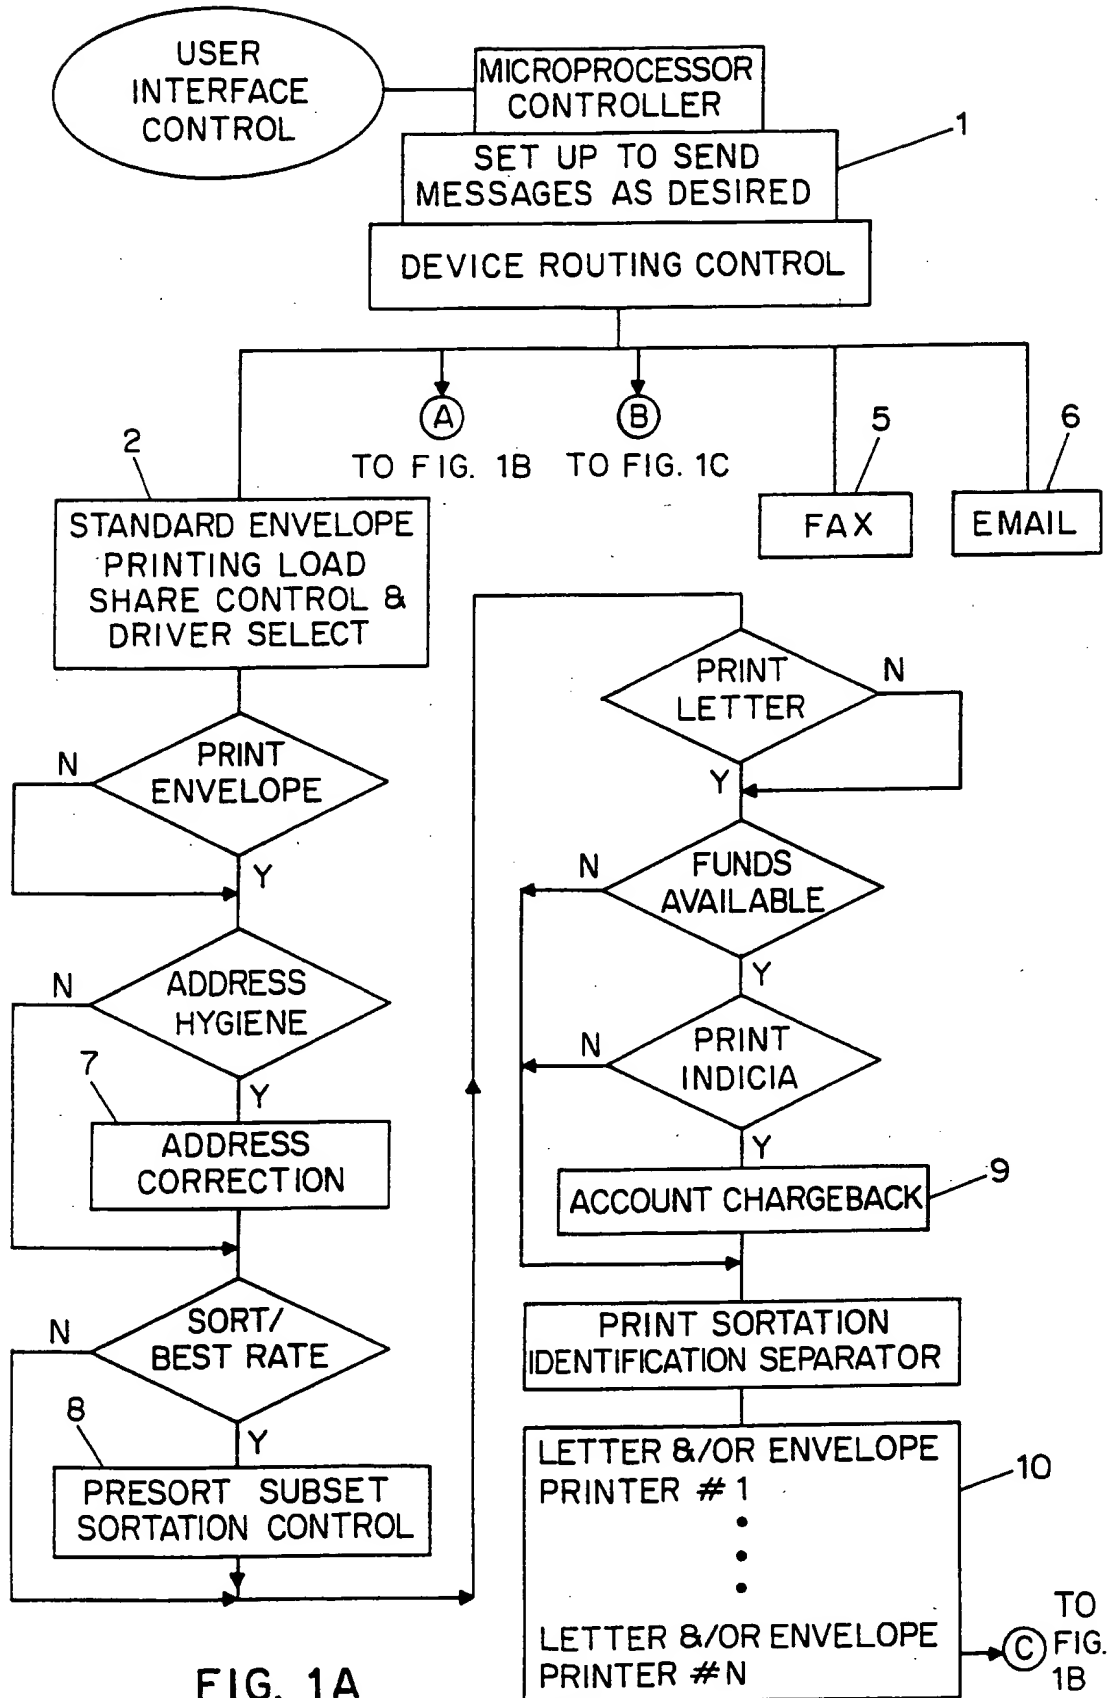 USER
INTERFACE
CONTROL
MICROPROCESSOR
CONTROLLER
SET UP TO SEND
MESSAGES AS DESIRED
1
DEVICE ROUTING CONTROL
A
B
TO FIG. 1B
TO FIG. 1C
2
5
6
STANDARD ENVELOPE
PRINTING LOAD
SHARE CONTROL &
DRIVER SELECT
FAX
EMAIL
PRINT
ENVELOPE
N
Y
ADDRESS
HYGIENE
N
Y
7
ADDRESS
CORRECTION
SORT/
BEST RATE
N
Y
8
PRESORT SUBSET
SORTATION CONTROL
PRINT
LETTER
N
Y
FUNDS
AVAILABLE
N
Y
PRINT
INDICIA
N
Y
ACCOUNT CHARGEBACK
9
PRINT SORTATION
IDENTIFICATION SEPARATOR
LETTER &/OR ENVELOPE
PRINTER #1
10
LETTER &/OR ENVELOPE
PRINTER #N
C
TO
FIG.
1B
FIG. 1A